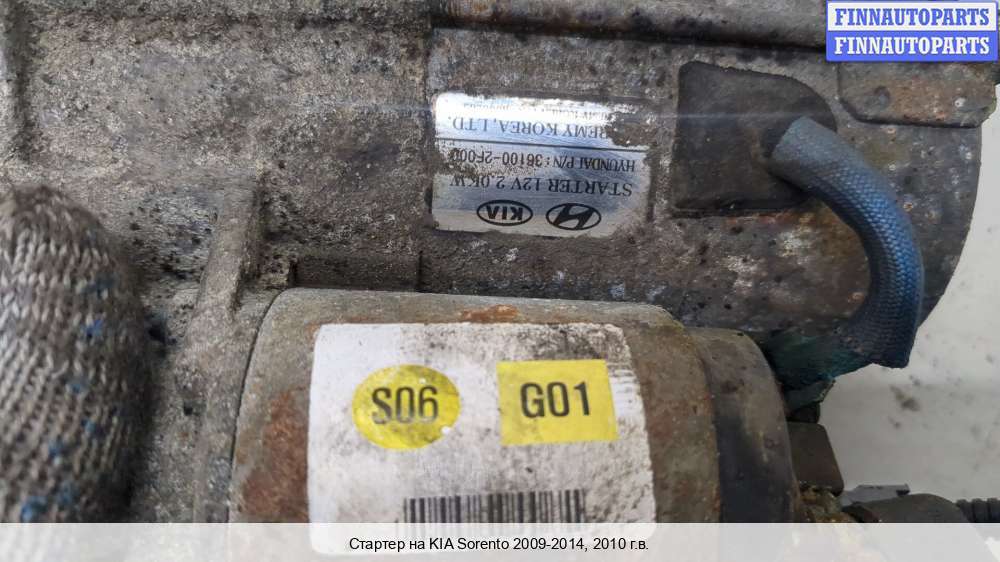 FINNAUTOPARTS
FINNAUTOPARTS
KIA
STARTER 12V 2.0KW
HYUNDAI P/N : 36100-2F000
REMY KOREA, LTD.
S06
G01
Стартер на KIA Sorento 2009-2014, 2010 г.в.